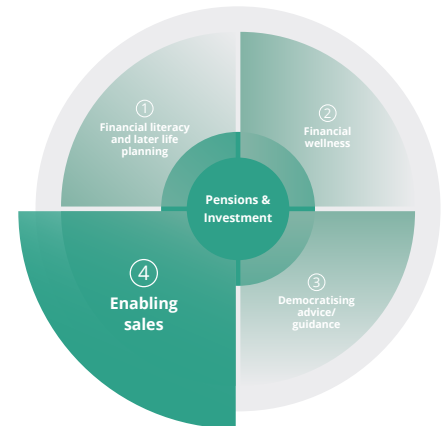 1
Financial literacy
and later life
planning
2
Financial
wellness
Pensions &
Investment
4
Enabling
sales
3
Democratising
advice/
guidance